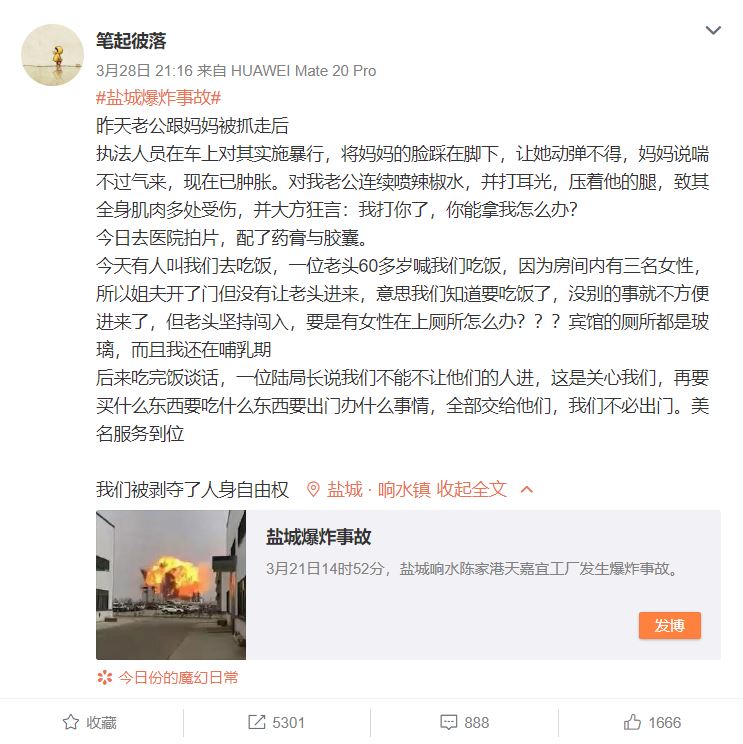 笔起彼落
3月28日 21:16 来自 HUAWEI Mate 20 Pro
#盐城爆炸事故#
昨天老公跟妈妈被抓走后
执法人员在车上对其实施暴行，将妈妈的脸踩在脚下，让她动弹不得，妈妈说喘
不过气来，现在已肿胀。对我老公连续喷辣椒水，并打耳光，压着他的腿，致其
全身肌肉多处受伤，并大方狂言：我打你了，你能拿我怎么办？
今日去医院拍片，配了药膏与胶囊。
今天有人叫我们去吃饭，一位老头60多岁喊我们吃饭，因为房间内有三名女性，
所以姐夫开了门但没有让老头进来，意思我们知道要吃饭了，没别的事就不方便
进来了，但老头坚持闯入，要是有女性在上厕所怎么办？？？宾馆的厕所都是玻
璃，而且我还在哺乳期
后来吃完饭谈话，一位陆局长说我们不能不让他们的人进，这是关心我们，再要
买什么东西要吃什么东西要出门办什么事情，全部交给他们，我们不必出门。美
名服务到位
我们被剥夺了人身自由权 盐城·响水镇 收起全文
盐城爆炸事故
3月21日14时52分，盐城响水陈家港天嘉宜工厂发生爆炸事故。
发博
今日份的魔幻日常
收藏 5301 888 1666